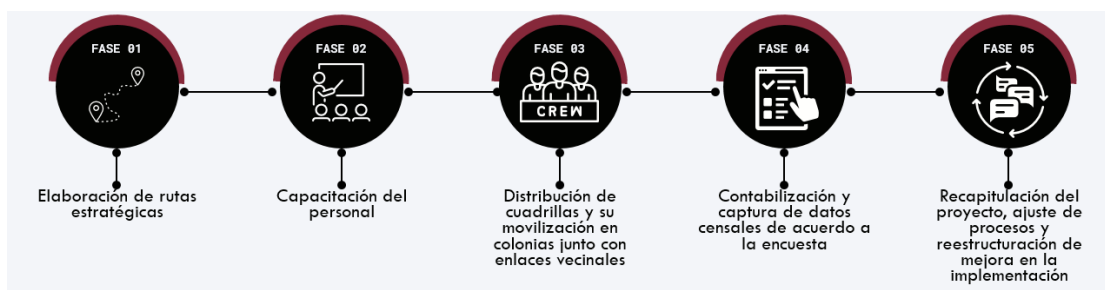 FASE 01
FASE 02
FASE 03
FASE 04
FASE 05
CREW
Elaboración de rutas
estratégicas
Capacitación del
personal
Distribución de
cuadrillas y su
movilización en
colonias junto con
enlaces vecinales
Contabilización y
captura de datos
censales de acuerdo a
la encuesta
Recapitulación del
proyecto, ajuste de
procesos y
reestructuración de
mejora en la
implementación